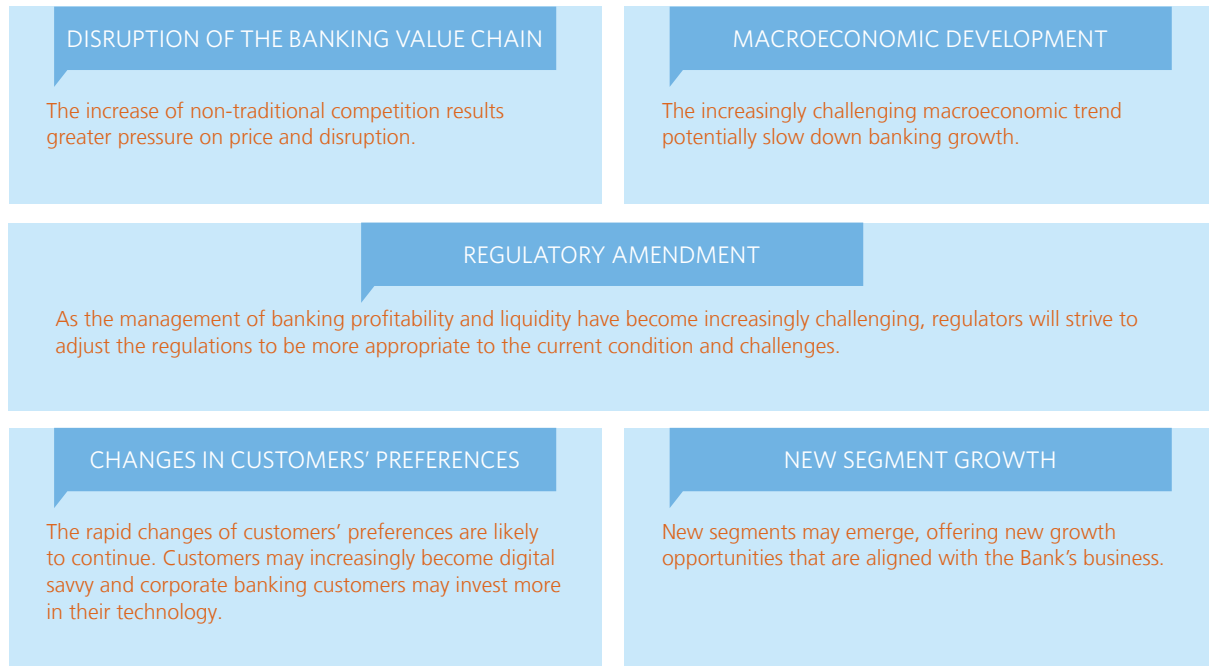 DISRUPTION OF THE BANKING VALUE CHAIN
The increase of non-traditional competition results
greater pressure on price and disruption.
MACROECONOMIC DEVELOPMENT
The increasingly challenging macroeconomic trend
potentially slow down banking growth.
REGULATORY AMENDMENT
As the management of banking profitability and liquidity have become increasingly challenging, regulators will strive to
adjust the regulations to be more appropriate to the current condition and challenges.
CHANGES IN CUSTOMERS’ PREFERENCES
The rapid changes of customers’ preferences are likely
to continue. Customers may increasingly become digital
savvy and corporate banking customers may invest more
in their technology.
NEW SEGMENT GROWTH
New segments may emerge, offering new growth
opportunities that are aligned with the Bank’s business.